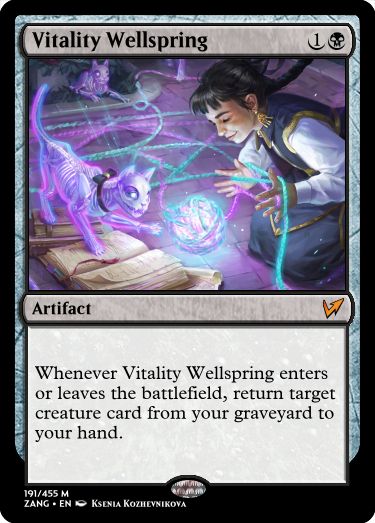 Vitality Wellspring 1
Artifact
Whenever Vitality Wellspring enters
or leaves the battlefield, return target
creature card from your graveyard to
your hand.
191/455 M
ZANG • EN Ksenia Kozhevnikova